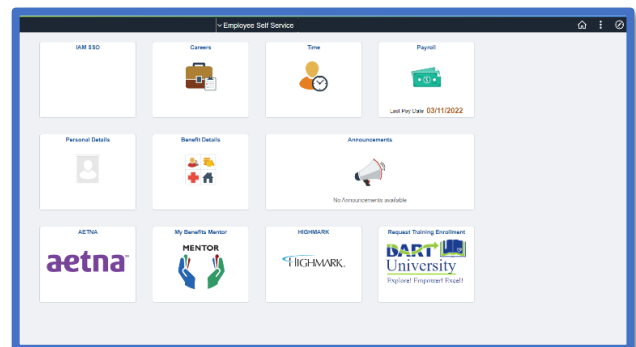 Employee Self Service
IAM SSO
Careers
Time
Payroll
Last Pay Date 03/11/2022
Personal Details
Benefit Details
Announcements
No Announcements available
AETNA
My Benefits Mentor
HIGHMARK
Request Training Enrollment
aetna
MENTOR
HIGHMARK.
DART
University
Explore! Empower! Excel!